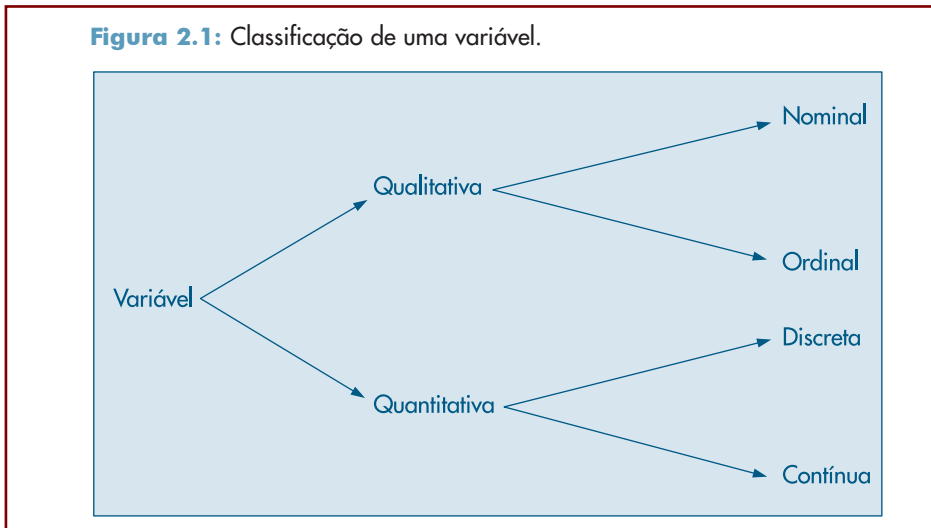 Figura 2.1: Classificação de uma variável.
Nominal
Qualitativa
Ordinal
Variável
Discreta
Quantitativa
Contínua